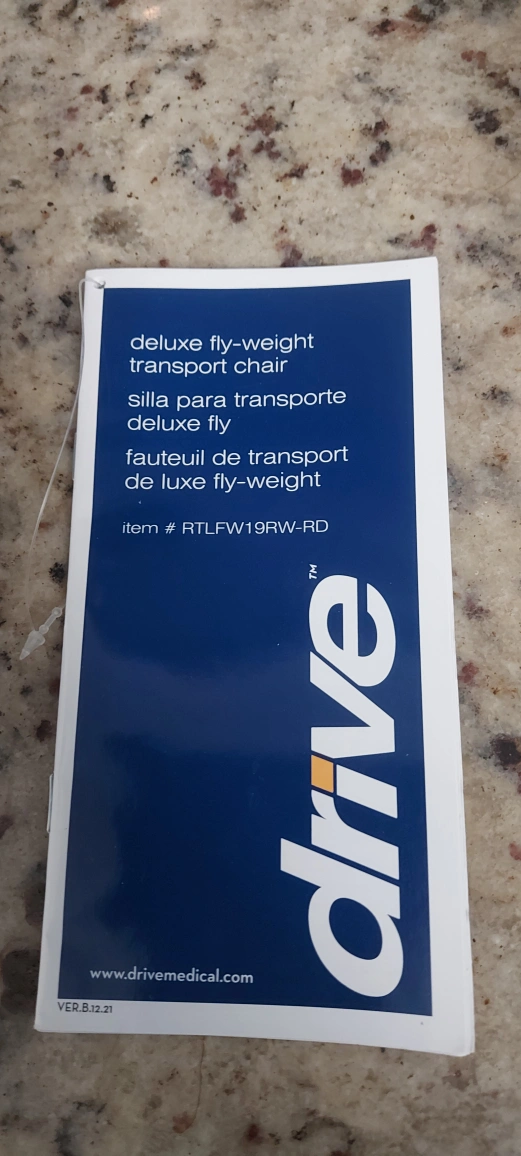 deluxe fly-weight
transport chair
silla para transporte
deluxe fly
fauteuil de transport
de luxe fly-weight
item # RTLFW19RW-RD
drive™
www.drivemedical.com
VER.B.12.21